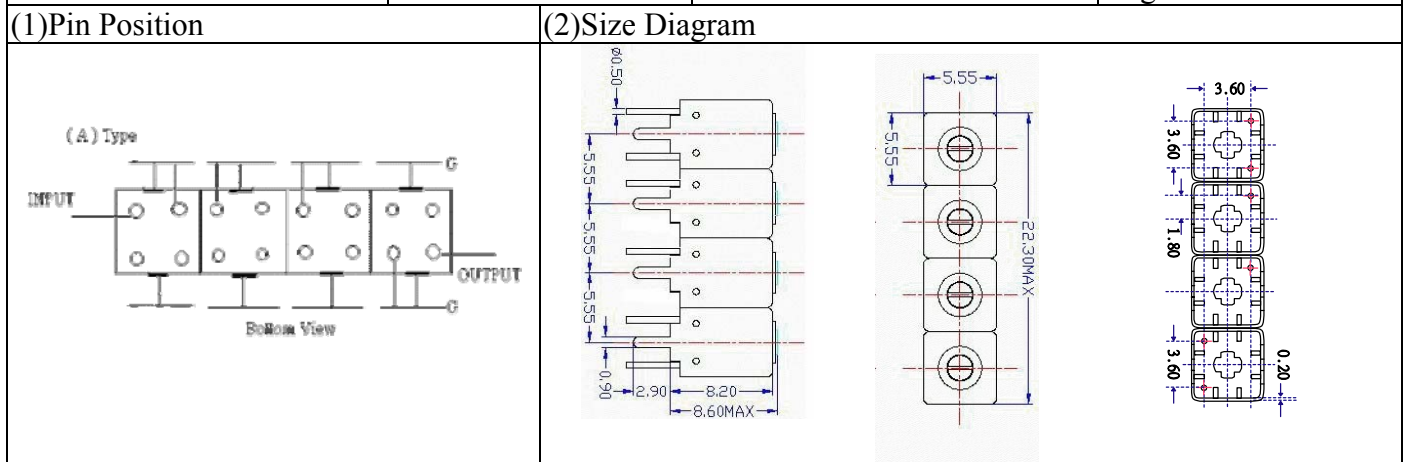 (1)Pin Position
(2)Size Diagram
(A) Type
G
INPUT
OUTPUT
G
Bottom View
ø0.50
5.55
5.55
5.55
0.90
2.90
8.20
8.60MAX
5.55
5.55
22.30MAX
3.60
3.60
1.80
3.60
0.20